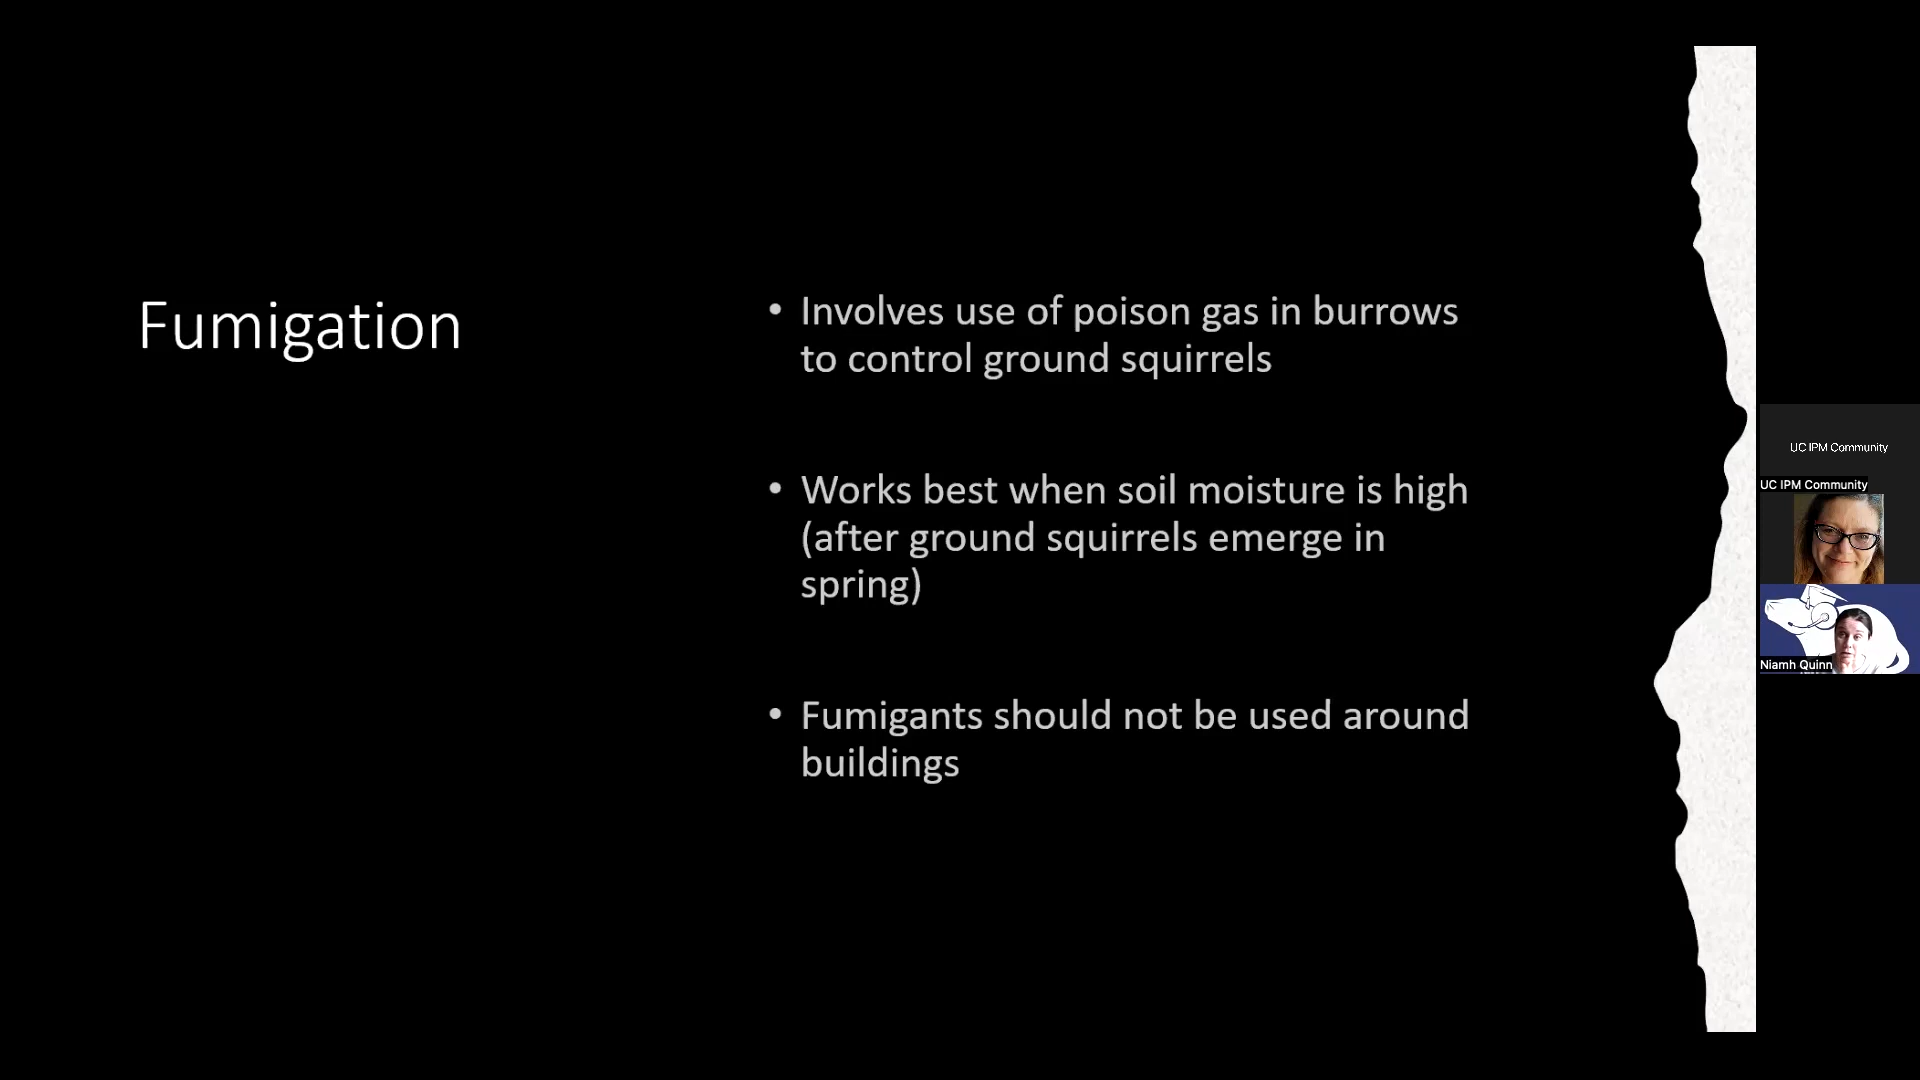 Fumigation
• Involves use of poison gas in burrows
to control ground squirrels
• Works best when soil moisture is high
(after ground squirrels emerge in
spring)
• Fumigants should not be used around
buildings
UC IPM Community
UC IPM Community
Niamh Quinn